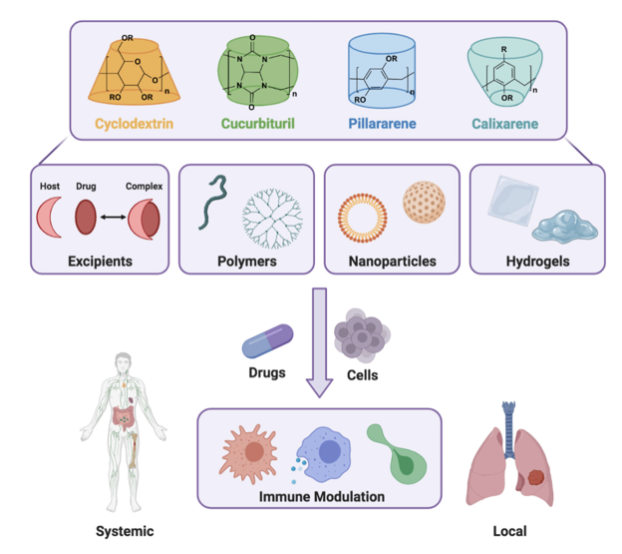 OR
O
O
RO
OR
n
Cyclodextrin
O
N
N
N
N
O
n
Cucurbituril
OR
RO
n
Pillararene
R
OR
n
Calixarene
Host
Drug
Complex
Excipients
Polymers
Nanoparticles
Hydrogels
Drugs
Cells
Immune Modulation
Systemic
Local